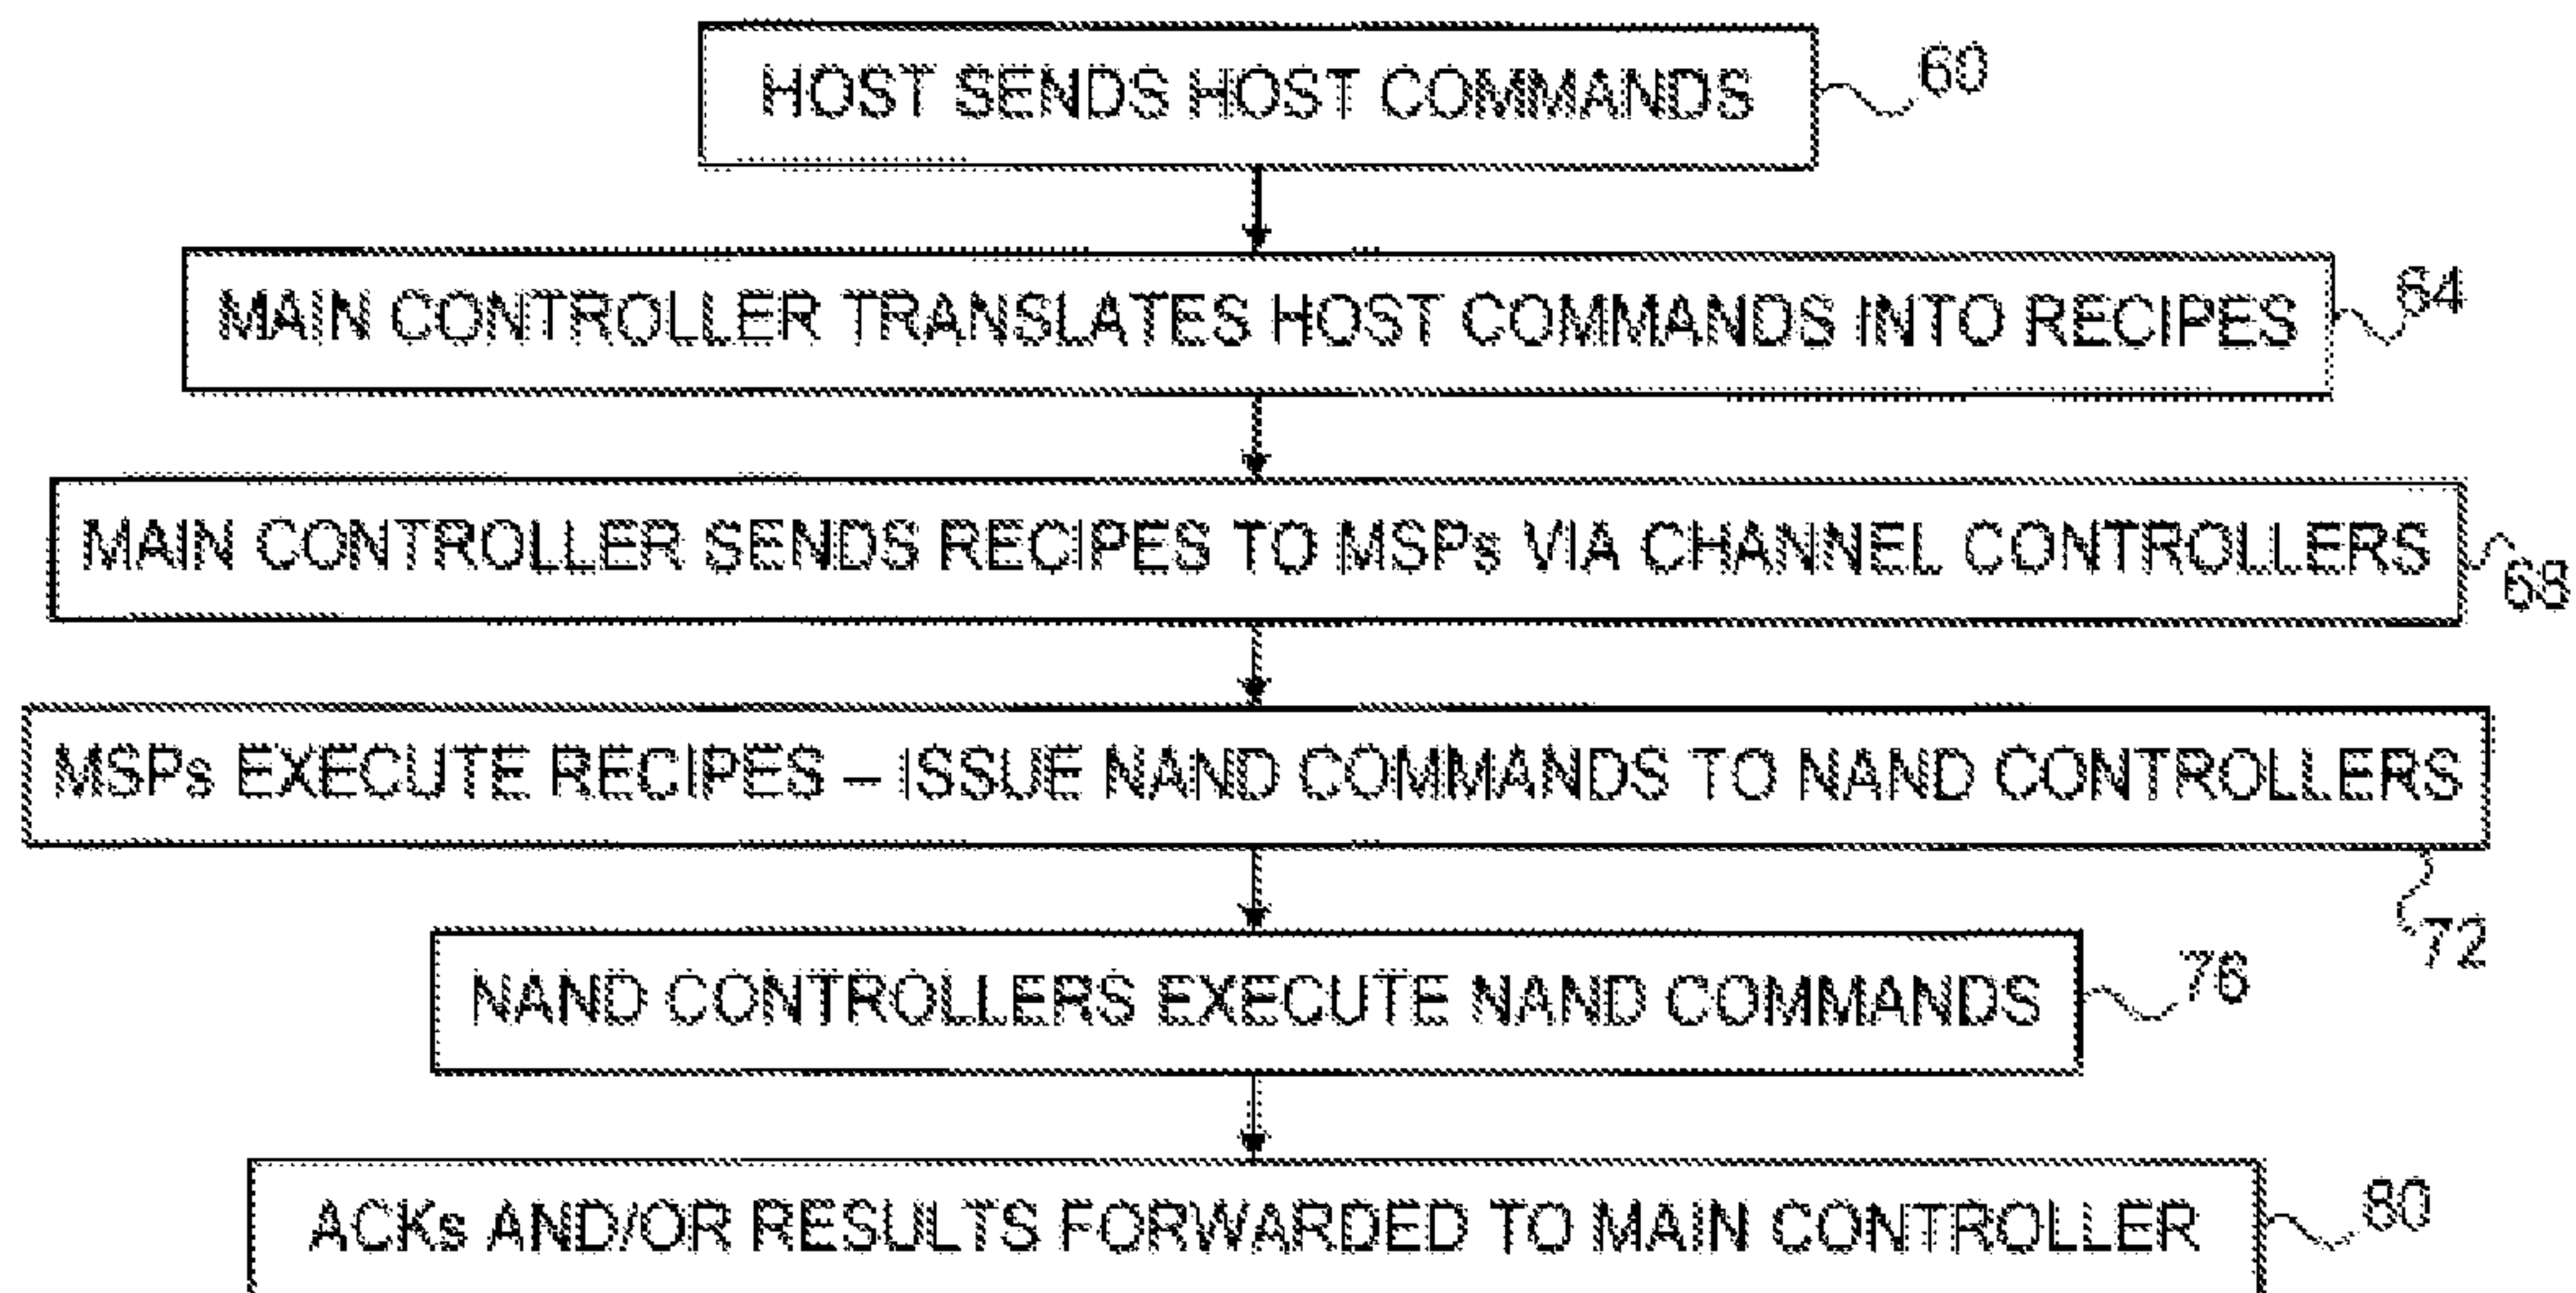 HOST SENDS HOST COMMANDS
60
MAIN CONTROLLER TRANSLATES HOST COMMANDS INTO RECIPES
64
MAIN CONTROLLER SENDS RECIPES TO MSPs VIA CHANNEL CONTROLLERS
68
MSPs EXECUTE RECIPES – ISSUE NAND COMMANDS TO NAND CONTROLLERS
72
NAND CONTROLLERS EXECUTE NAND COMMANDS
76
ACKs AND/OR RESULTS FORWARDED TO MAIN CONTROLLER
80